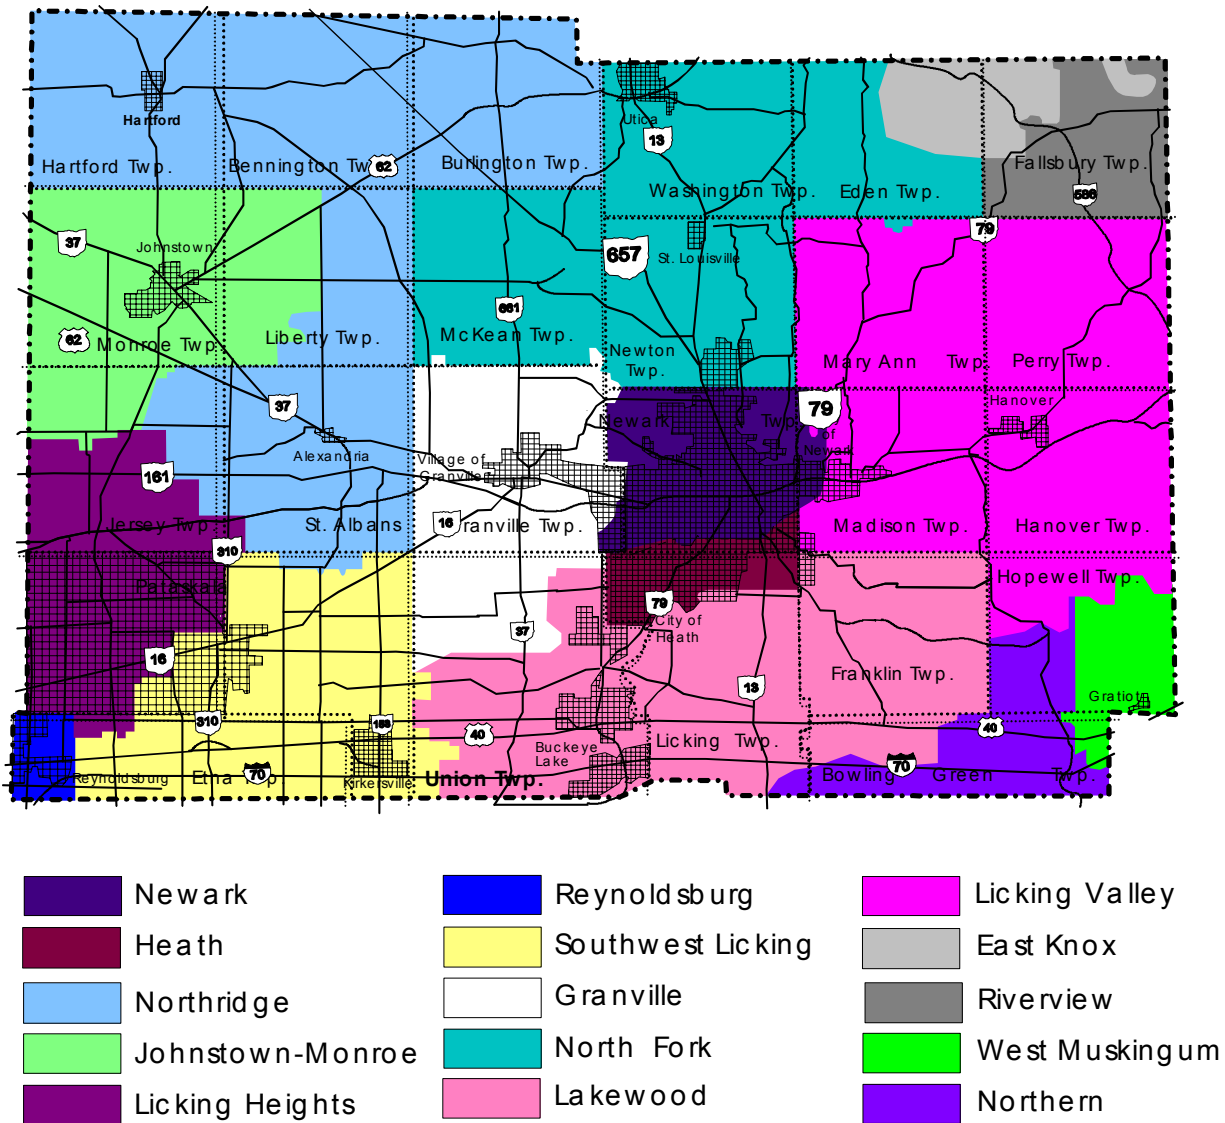 Hartford
Utica
13
Hartford Twp.
Bennington Tw
62
Burlington Twp.
Washington Twp.
Eden Twp.
Fallsbury Twp.
586
37
Johnstown
657
St. Louisville
79
661
62
Monroe Twp
Liberty Twp.
McKean Twp.
Newton
Twp.
Mary Ann Twp.
Perry Twp.
37
79
Hanover
Newark Twp.
of
Newark
Alexandria
Village of
Granville
161
Jersey Twp
St. Albans
16
ranville Twp.
Madison Twp.
Hanover Twp.
310
Pataskala
Hopewell Twp.
79
City of
Heath
37
16
Franklin Twp.
13
Gratiot
310
158
40
40
Buckeye
Lake
Licking Twp.
Reynoldsburg
Etna Tp
70
Kirkersville
Union Twp.
Bowling Green Twp.
70
Newark
Reynoldsburg
Licking Valley
Heath
Southwest Licking
East Knox
Northridge
Granville
Riverview
Johnstown-Monroe
North Fork
West Muskingum
Licking Heights
Lakewood
Northern